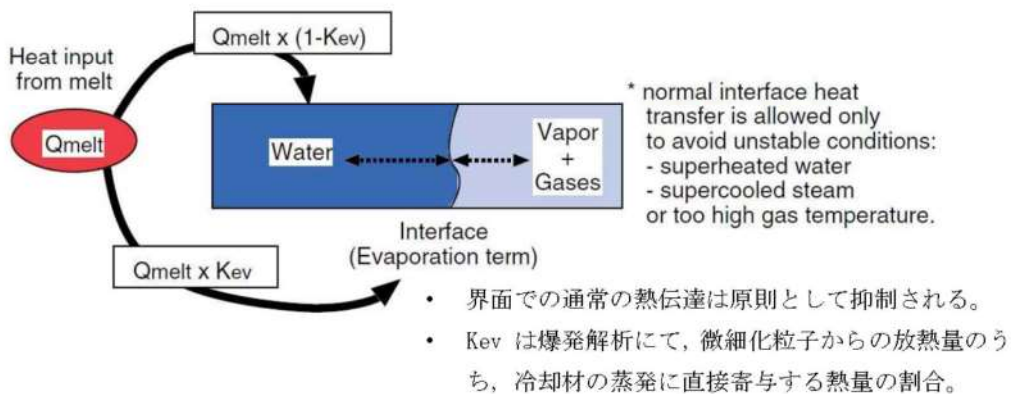 Qmelt x (1-Kev)
Heat input
from melt
Qmelt
Water
Vapor
+
Gases
* normal interface heat
transfer is allowed only
to avoid unstable conditions:
- superheated water
- supercooled steam
or too high gas temperature.
Interface
(Evaporation term)
Qmelt x Kev
• 界面での通常の熱伝達は原則として抑制される。
• Kev は爆発解析にて, 微細化粒子からの放熱量のう
ち, 冷却材の蒸発に直接寄与する熱量の割合。